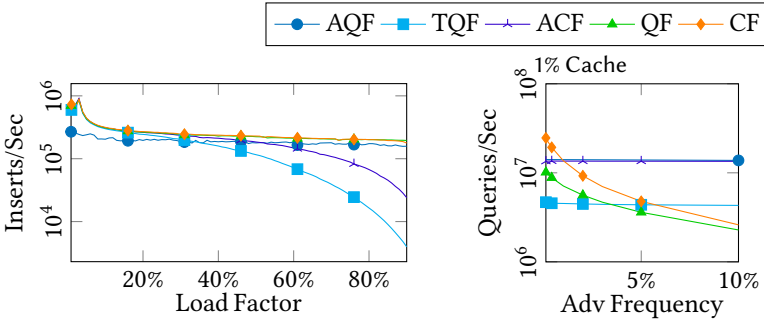 AQF TQF ACF QF CF
1% Cache
Inserts/Sec
10^6
10^5
10^4
20% 40% 60% 80%
Load Factor
Queries/Sec
10^8
10^7
10^6
5% 10%
Adv Frequency